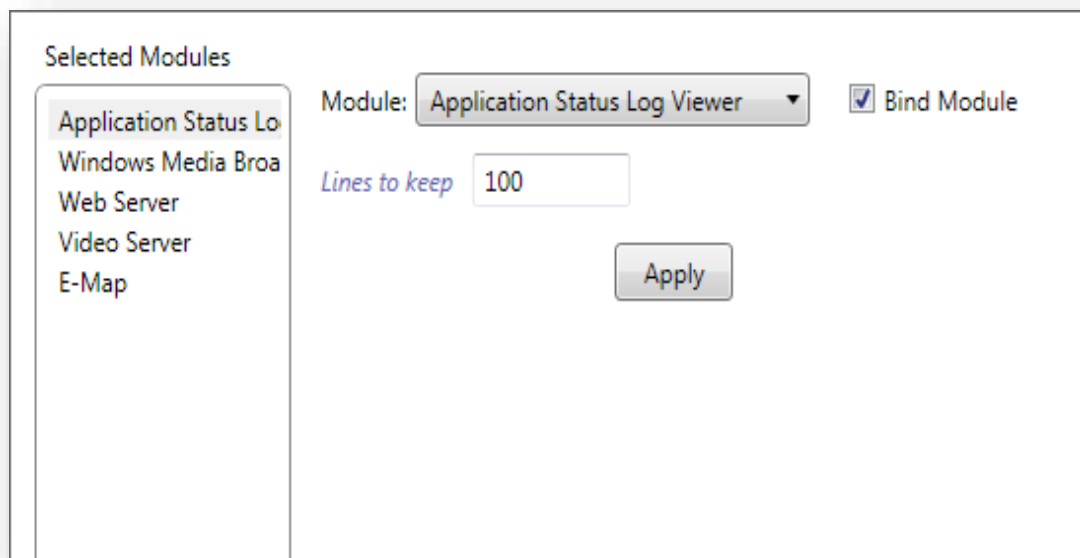 Selected Modules
Application Status Lo
Windows Media Broa
Web Server
Video Server
E-Map
Module: Application Status Log Viewer Bind Module
Lines to keep 100
Apply